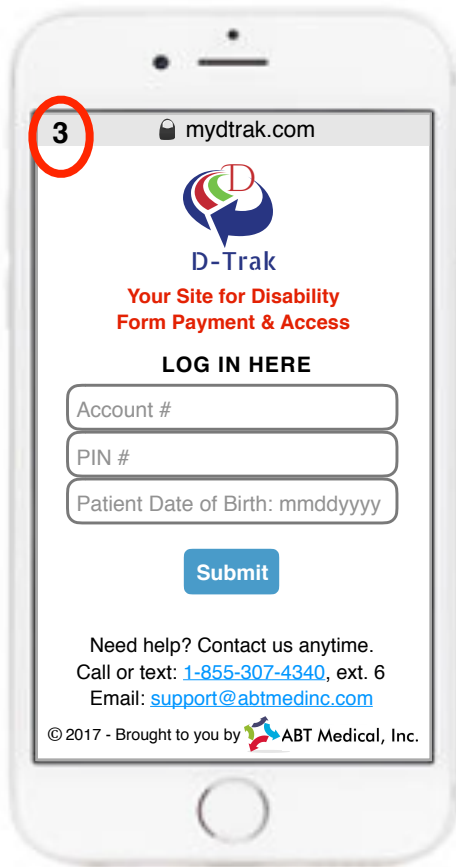 3
mydtrak.com
D
D-Trak
Your Site for Disability
Form Payment & Access
LOG IN HERE
Account #
PIN #
Patient Date of Birth: mmddyyyy
Submit
Need help? Contact us anytime.
Call or text: 1-855-307-4340, ext. 6
Email: support@abtmedinc.com
© 2017 - Brought to you by ABT Medical, Inc.